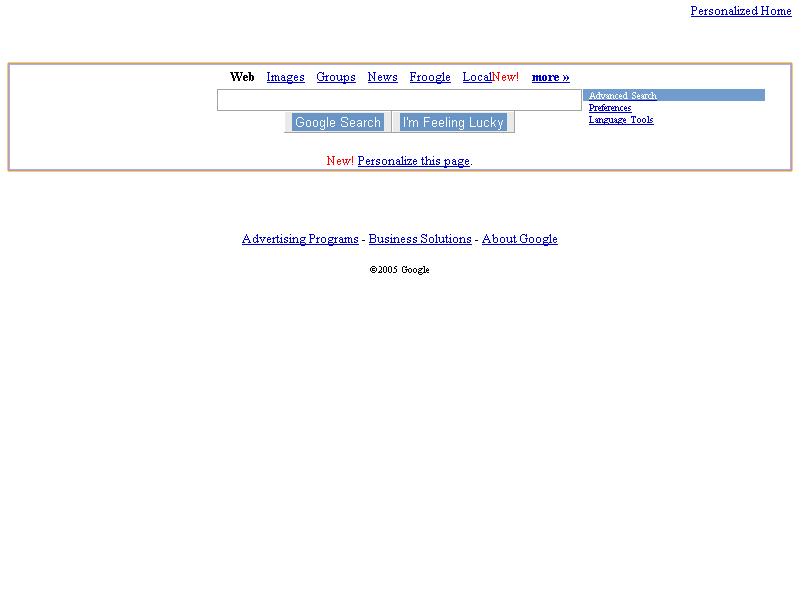 Personalized Home
Web Images Groups News Froogle LocalNew! more »
Advanced Search
Preferences
Language Tools
Google Search I'm Feeling Lucky
New! Personalize this page.
Advertising Programs - Business Solutions - About Google
©2005 Google